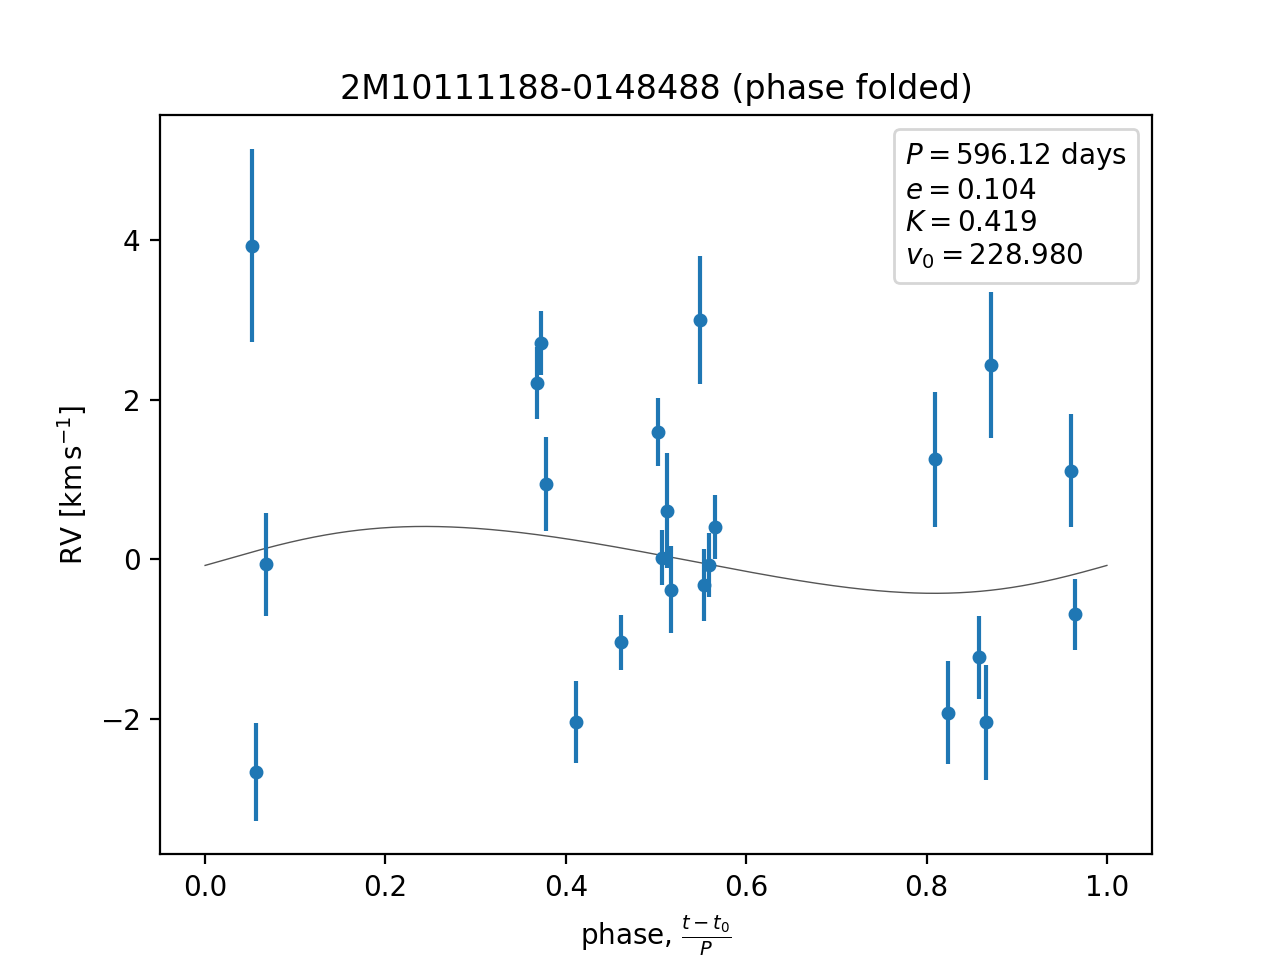 2M10111188-0148488 (phase folded)
P = 596.12 days
e = 0.104
K = 0.419
v₀ = 228.980
4
2
0
−2
RV [km s⁻¹]
0.0 0.2 0.4 0.6 0.8 1.0
phase, (t − t₀)/P